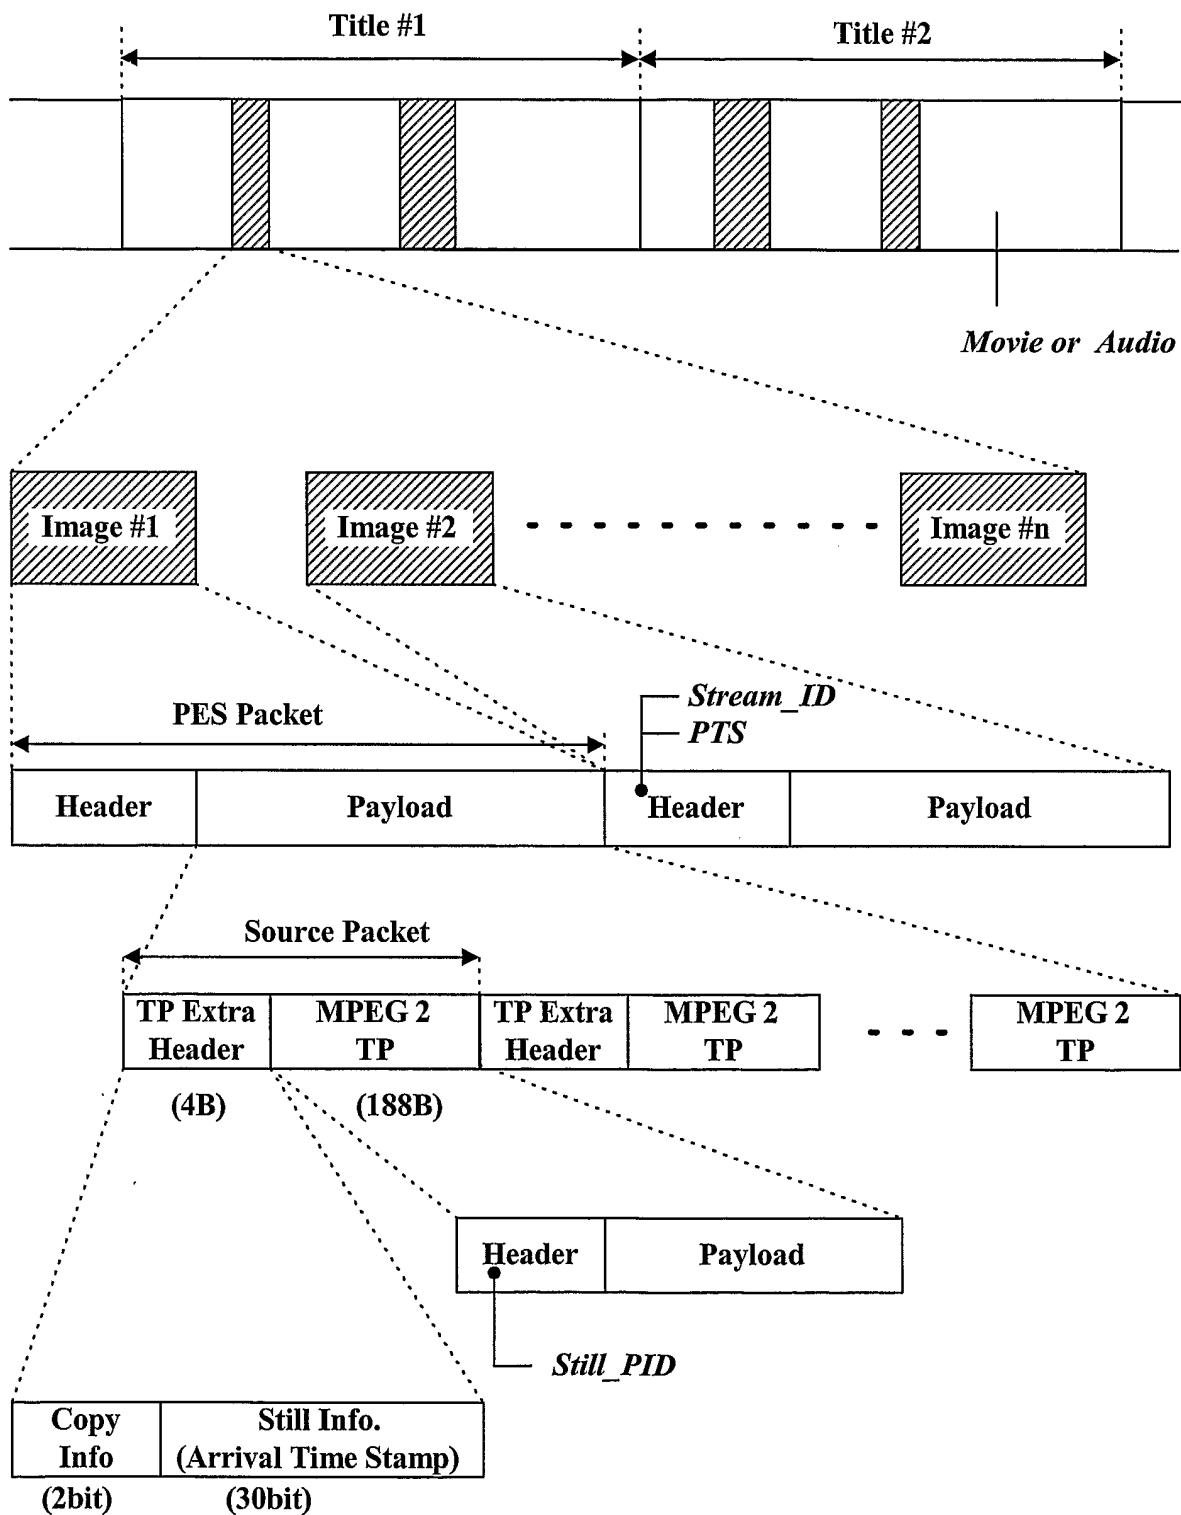 Title #1
Title #2
Movie or Audio
Image #1
Image #2
Image #n
Stream_ID
PES Packet
PTS
Header
Payload
Header
Payload
Source Packet
TP Extra
Header
MPEG 2
TP
TP Extra
Header
MPEG 2
TP
MPEG 2
TP
(4B)
(188B)
Header
Payload
Still_PID
Copy
Info
Still Info.
(Arrival Time Stamp)
(2bit)
(30bit)